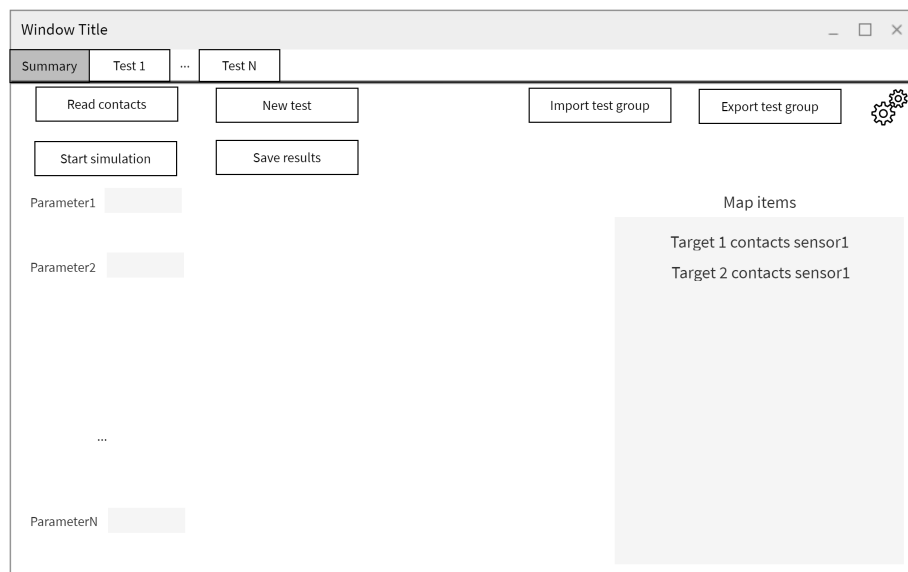 Window Title
Summary Test 1 ... Test N
Read contacts New test Import test group Export test group
Start simulation Save results
Parameter1 Map items
Target 1 contacts sensor1
Parameter2 Target 2 contacts sensor1
...
ParameterN